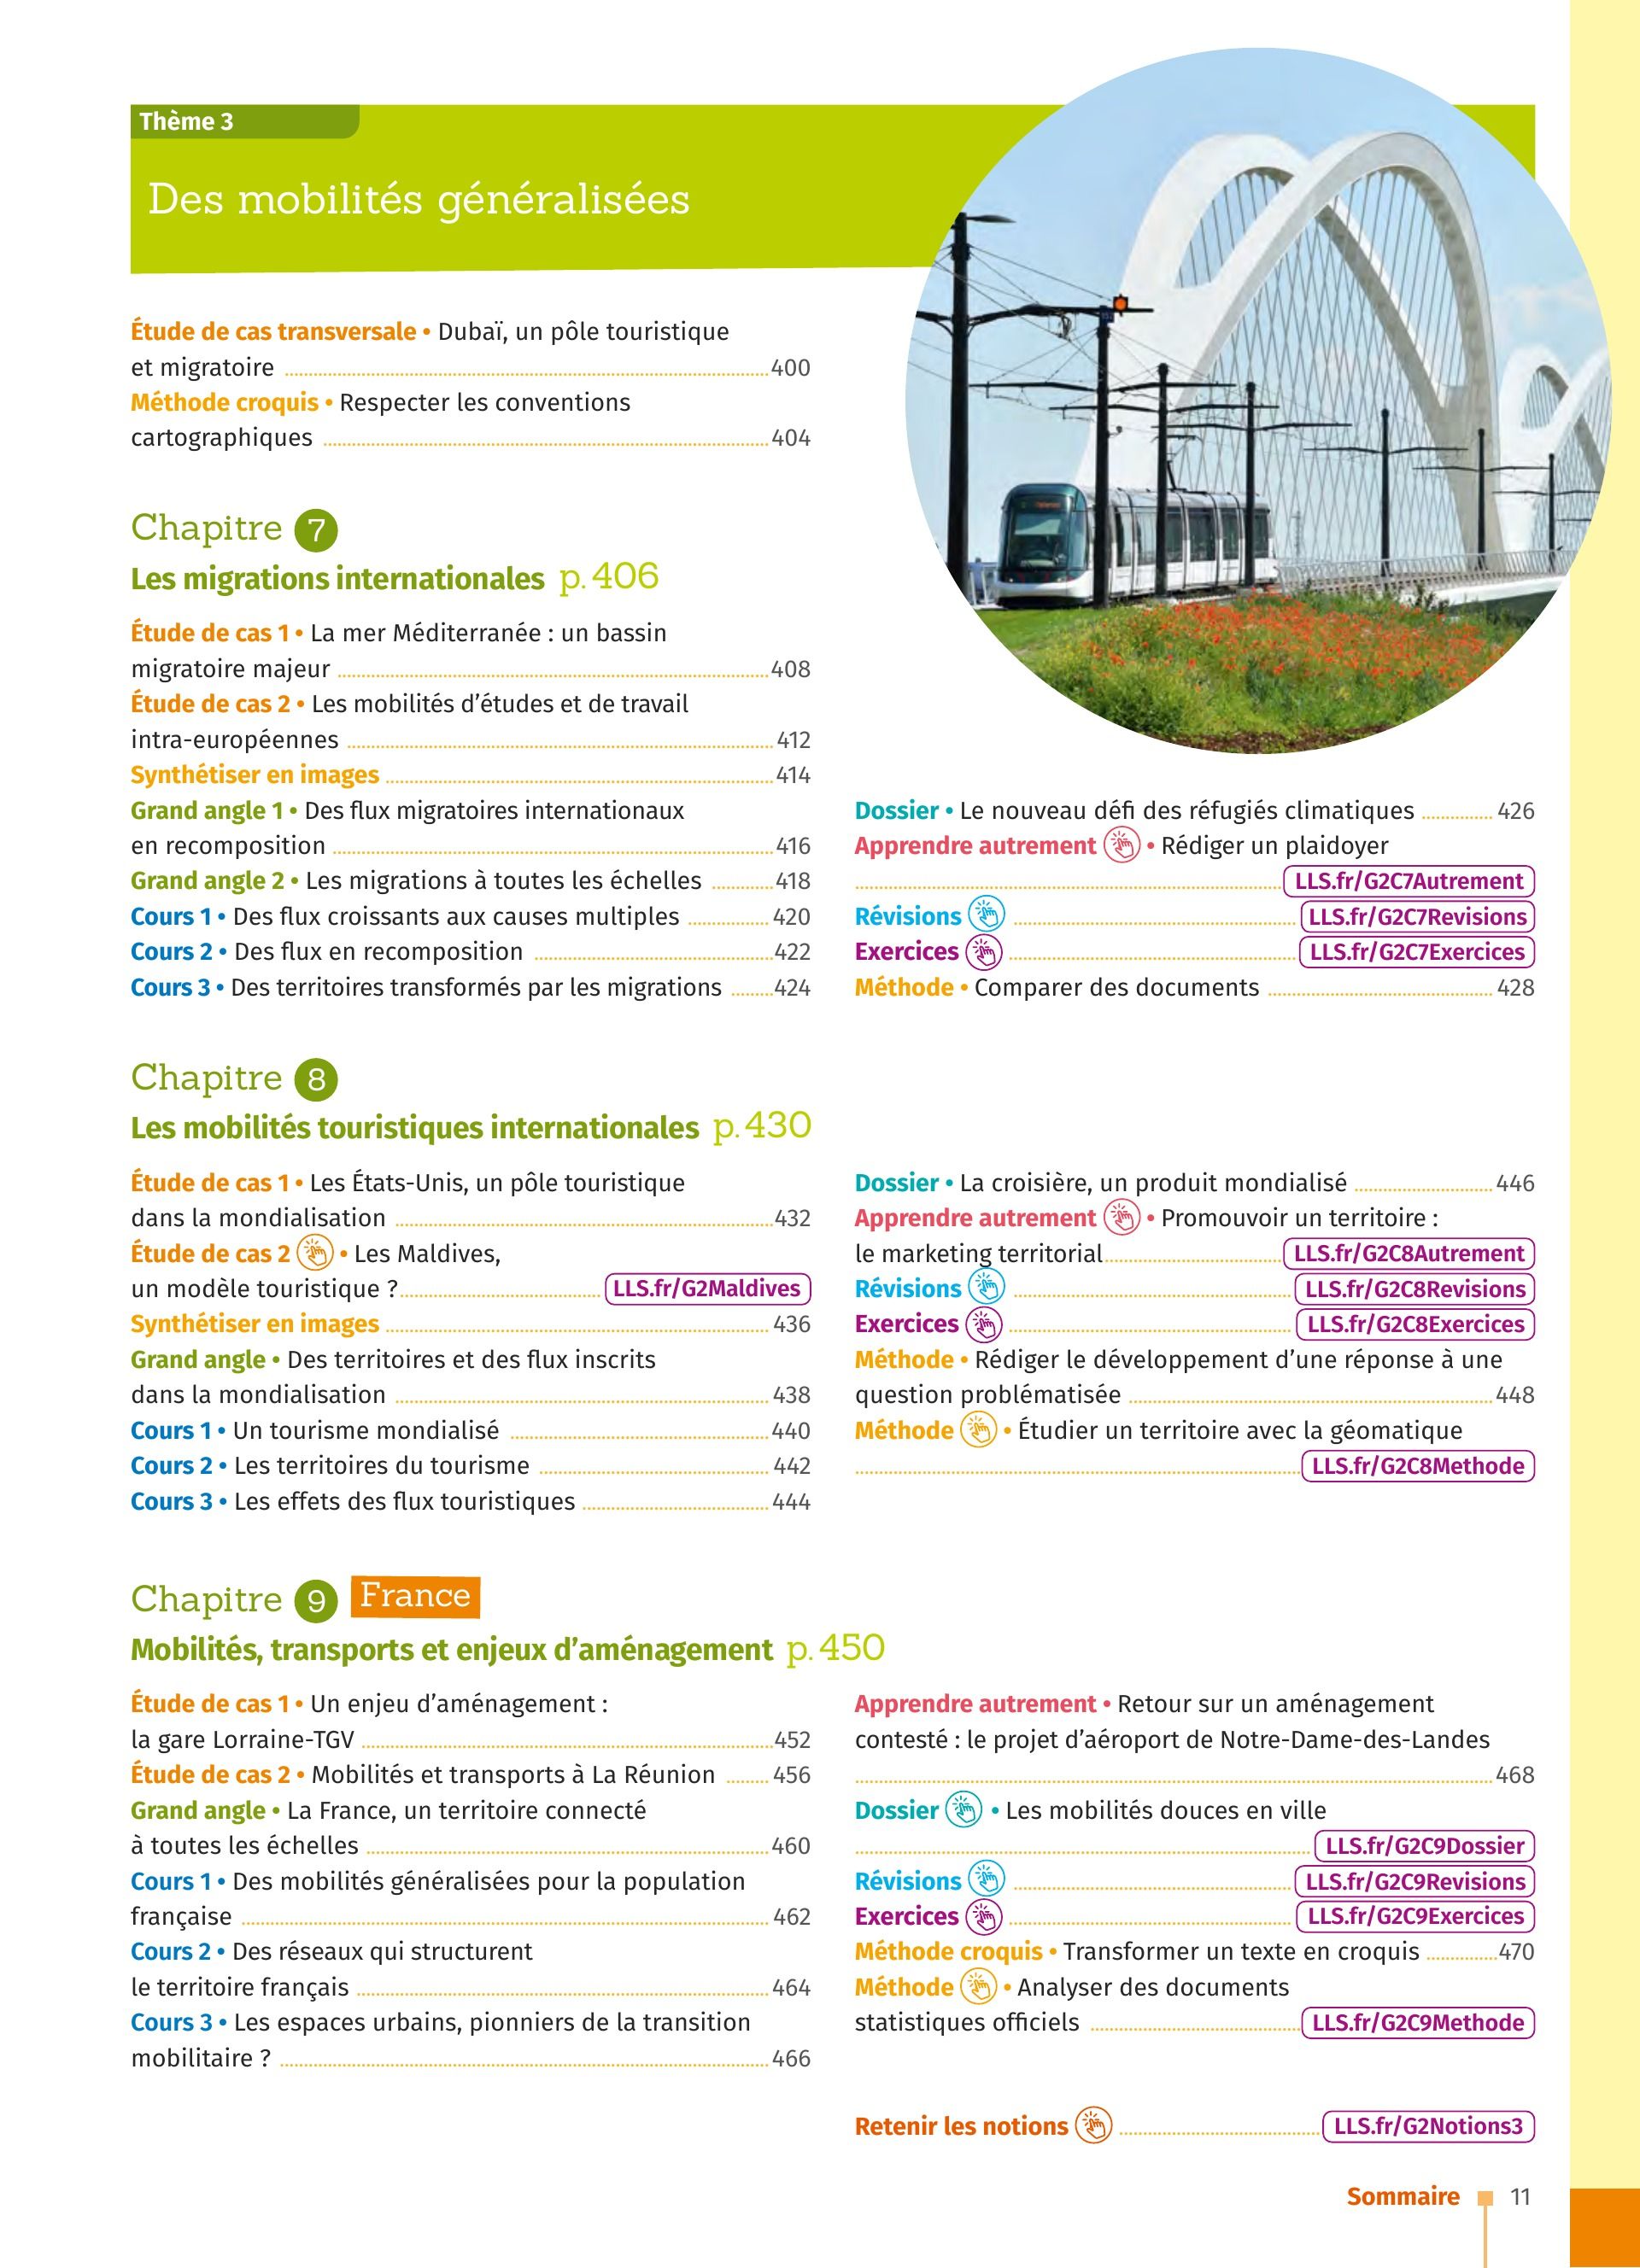 Thème 3
Des mobilités généralisées
Étude de cas transversale • Dubaï, un pôle touristique
et migratoire 400
Méthode croquis • Respecter les conventions
cartographiques 404
Chapitre 7
Les migrations internationales p. 406
Étude de cas 1 • La mer Méditerranée : un bassin
migratoire majeur 408
Étude de cas 2 • Les mobilités d’études et de travail
intra-européennes 412
Synthétiser en images 414
Grand angle 1 • Des flux migratoires internationaux
en recomposition 416
Grand angle 2 • Les migrations à toutes les échelles 418
Cours 1 • Des flux croissants aux causes multiples 420
Cours 2 • Des flux en recomposition 422
Cours 3 • Des territoires transformés par les migrations 424
Dossier • Le nouveau défi des réfugiés climatiques 426
Apprendre autrement • Rédiger un plaidoyer
LLS.fr/G2C7Autrement
Révisions LLS.fr/G2C7Revisions
Exercices LLS.fr/G2C7Exercices
Méthode • Comparer des documents 428
Chapitre 8
Les mobilités touristiques internationales p. 430
Étude de cas 1 • Les États-Unis, un pôle touristique
dans la mondialisation 432
Étude de cas 2 • Les Maldives,
un modèle touristique ? LLS.fr/G2Maldives
Synthétiser en images 436
Grand angle • Des territoires et des flux inscrits
dans la mondialisation 438
Cours 1 • Un tourisme mondialisé 440
Cours 2 • Les territoires du tourisme 442
Cours 3 • Les effets des flux touristiques 444
Dossier • La croisière, un produit mondialisé 446
Apprendre autrement • Promouvoir un territoire :
le marketing territorial LLS.fr/G2C8Autrement
Révisions LLS.fr/G2C8Revisions
Exercices LLS.fr/G2C8Exercices
Méthode • Rédiger le développement d’une réponse à une
question problématisée 448
Méthode • Étudier un territoire avec la géomatique
LLS.fr/G2C8Methode
Chapitre 9 France
Mobilités, transports et enjeux d’aménagement p. 450
Étude de cas 1 • Un enjeu d’aménagement :
la gare Lorraine-TGV 452
Étude de cas 2 • Mobilités et transports à La Réunion 456
Grand angle • La France, un territoire connecté
à toutes les échelles 460
Cours 1 • Des mobilités généralisées pour la population
française 462
Cours 2 • Des réseaux qui structurent
le territoire français 464
Cours 3 • Les espaces urbains, pionniers de la transition
mobilitaire ? 466
Apprendre autrement • Retour sur un aménagement
contesté : le projet d’aéroport de Notre-Dame-des-Landes
468
Dossier • Les mobilités douces en ville
LLS.fr/G2C9Dossier
Révisions LLS.fr/G2C9Revisions
Exercices LLS.fr/G2C9Exercices
Méthode croquis • Transformer un texte en croquis 470
Méthode • Analyser des documents
statistiques officiels LLS.fr/G2C9Methode
Retenir les notions LLS.fr/G2Notions3
Sommaire 11